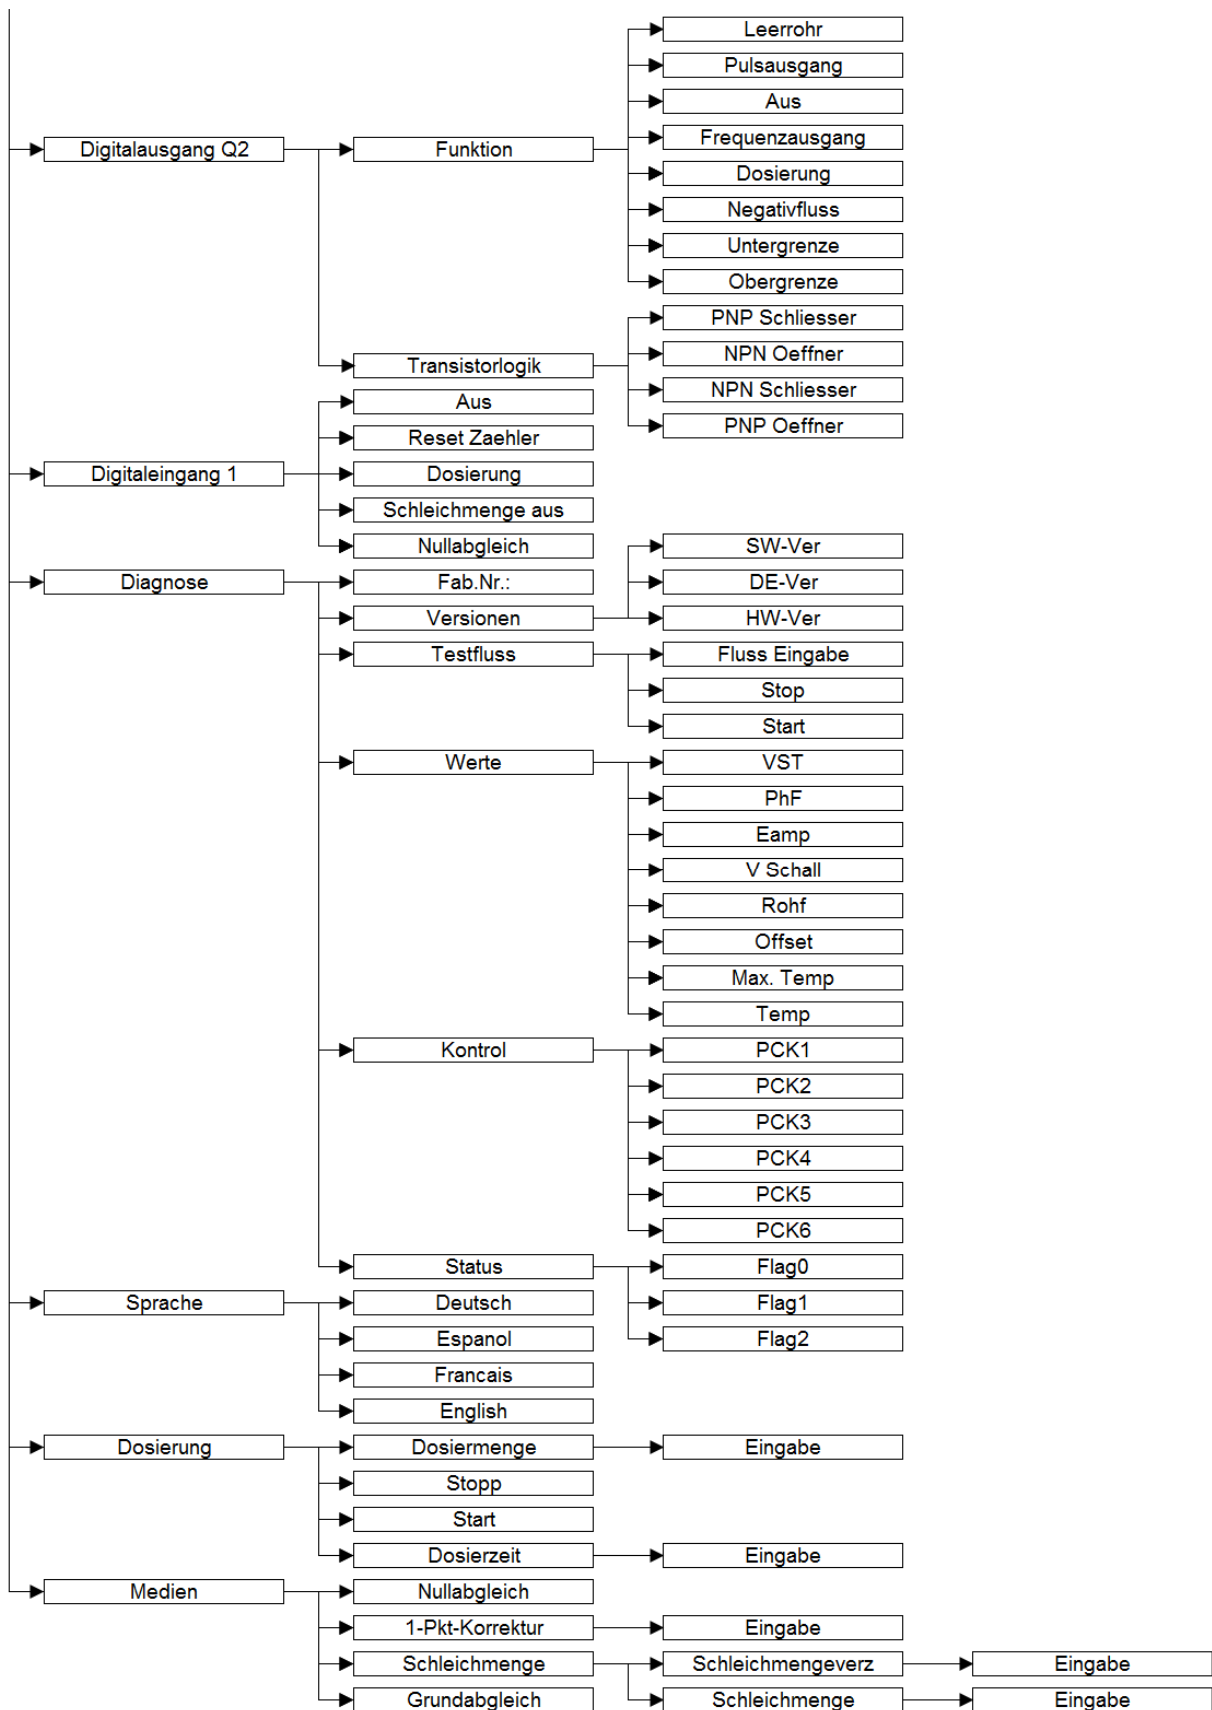 Leerrohr
Pulsausgang
Aus
Digitalausgang Q2 Funktion Frequenzausgang
Dosierung
Negativfluss
Untergrenze
Obergrenze
PNP Schliesser
Transistorlogik NPN Oeffner
Aus NPN Schliesser
Reset Zaehler PNP Oeffner
Digitaleingang 1 Dosierung
Schleichmenge aus
Nullabgleich SW-Ver
Diagnose Fab.Nr.: DE-Ver
Versionen HW-Ver
Testfluss Fluss Eingabe
Stop
Start
Werte VST
PhF
Eamp
V Schall
Rohf
Offset
Max. Temp
Temp
Kontrol PCK1
PCK2
PCK3
PCK4
PCK5
PCK6
Status Flag0
Sprache Deutsch Flag1
Espanol Flag2
Francais
English
Dosierung Dosiermenge Eingabe
Stopp
Start
Dosierzeit Eingabe
Medien Nullabgleich
1-Pkt-Korrektur Eingabe
Schleichmenge Schleichmengeverz Eingabe
Grundabgleich Schleichmenge Eingabe